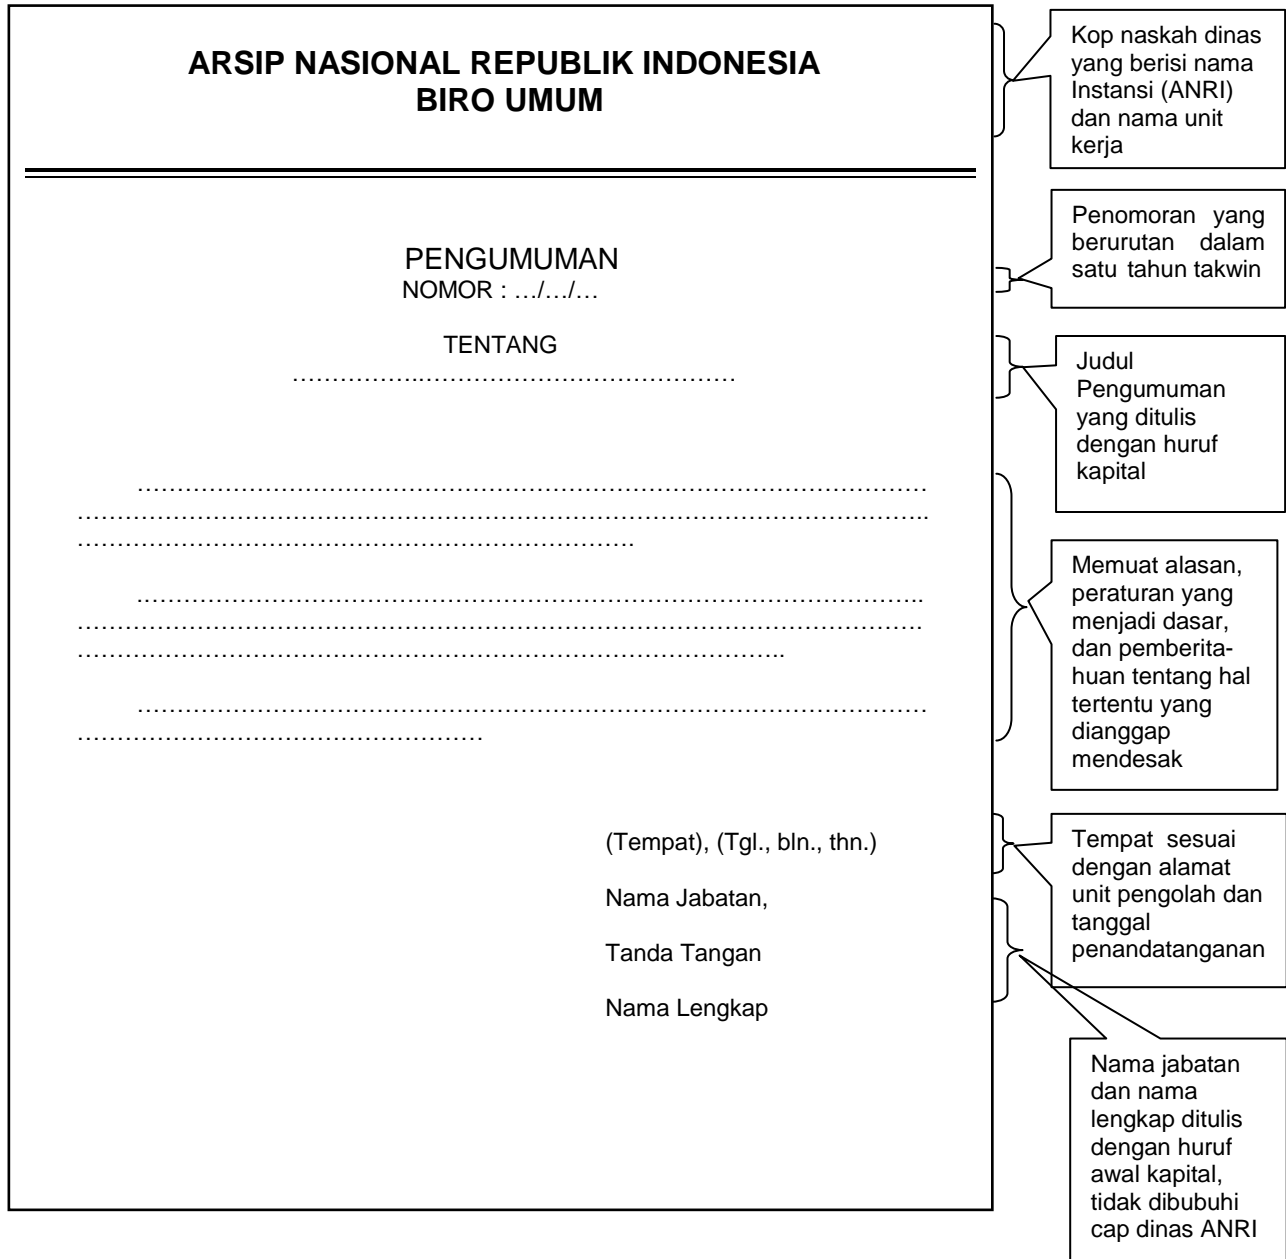 ARSIP NASIONAL REPUBLIK INDONESIA
BIRO UMUM
PENGUMUMAN
NOMOR : …/…/…
TENTANG
……………..…………………………………
………………………………………………………………………………………
……………………………………………………………………………………………..
…………………………………………………………….
..……………………………………………………………………………………..
…………………………………………………………………………………………….
……………………………………………………………………………..
………………………………………………………………………………………
……………………………………………
(Tempat), (Tgl., bln., thn.)
Nama Jabatan,
Tanda Tangan
Nama Lengkap
Kop naskah dinas
yang berisi nama
Instansi (ANRI)
dan nama unit
kerja
Penomoran yang
berurutan dalam
satu tahun takwin
Judul
Pengumuman
yang ditulis
dengan huruf
kapital
Memuat alasan,
peraturan yang
menjadi dasar,
dan pemberita-
huan tentang hal
tertentu yang
dianggap
mendesak
Tempat sesuai
dengan alamat
unit pengolah dan
tanggal
penandatanganan
Nama jabatan
dan nama
lengkap ditulis
dengan huruf
awal kapital,
tidak dibubuhi
cap dinas ANRI